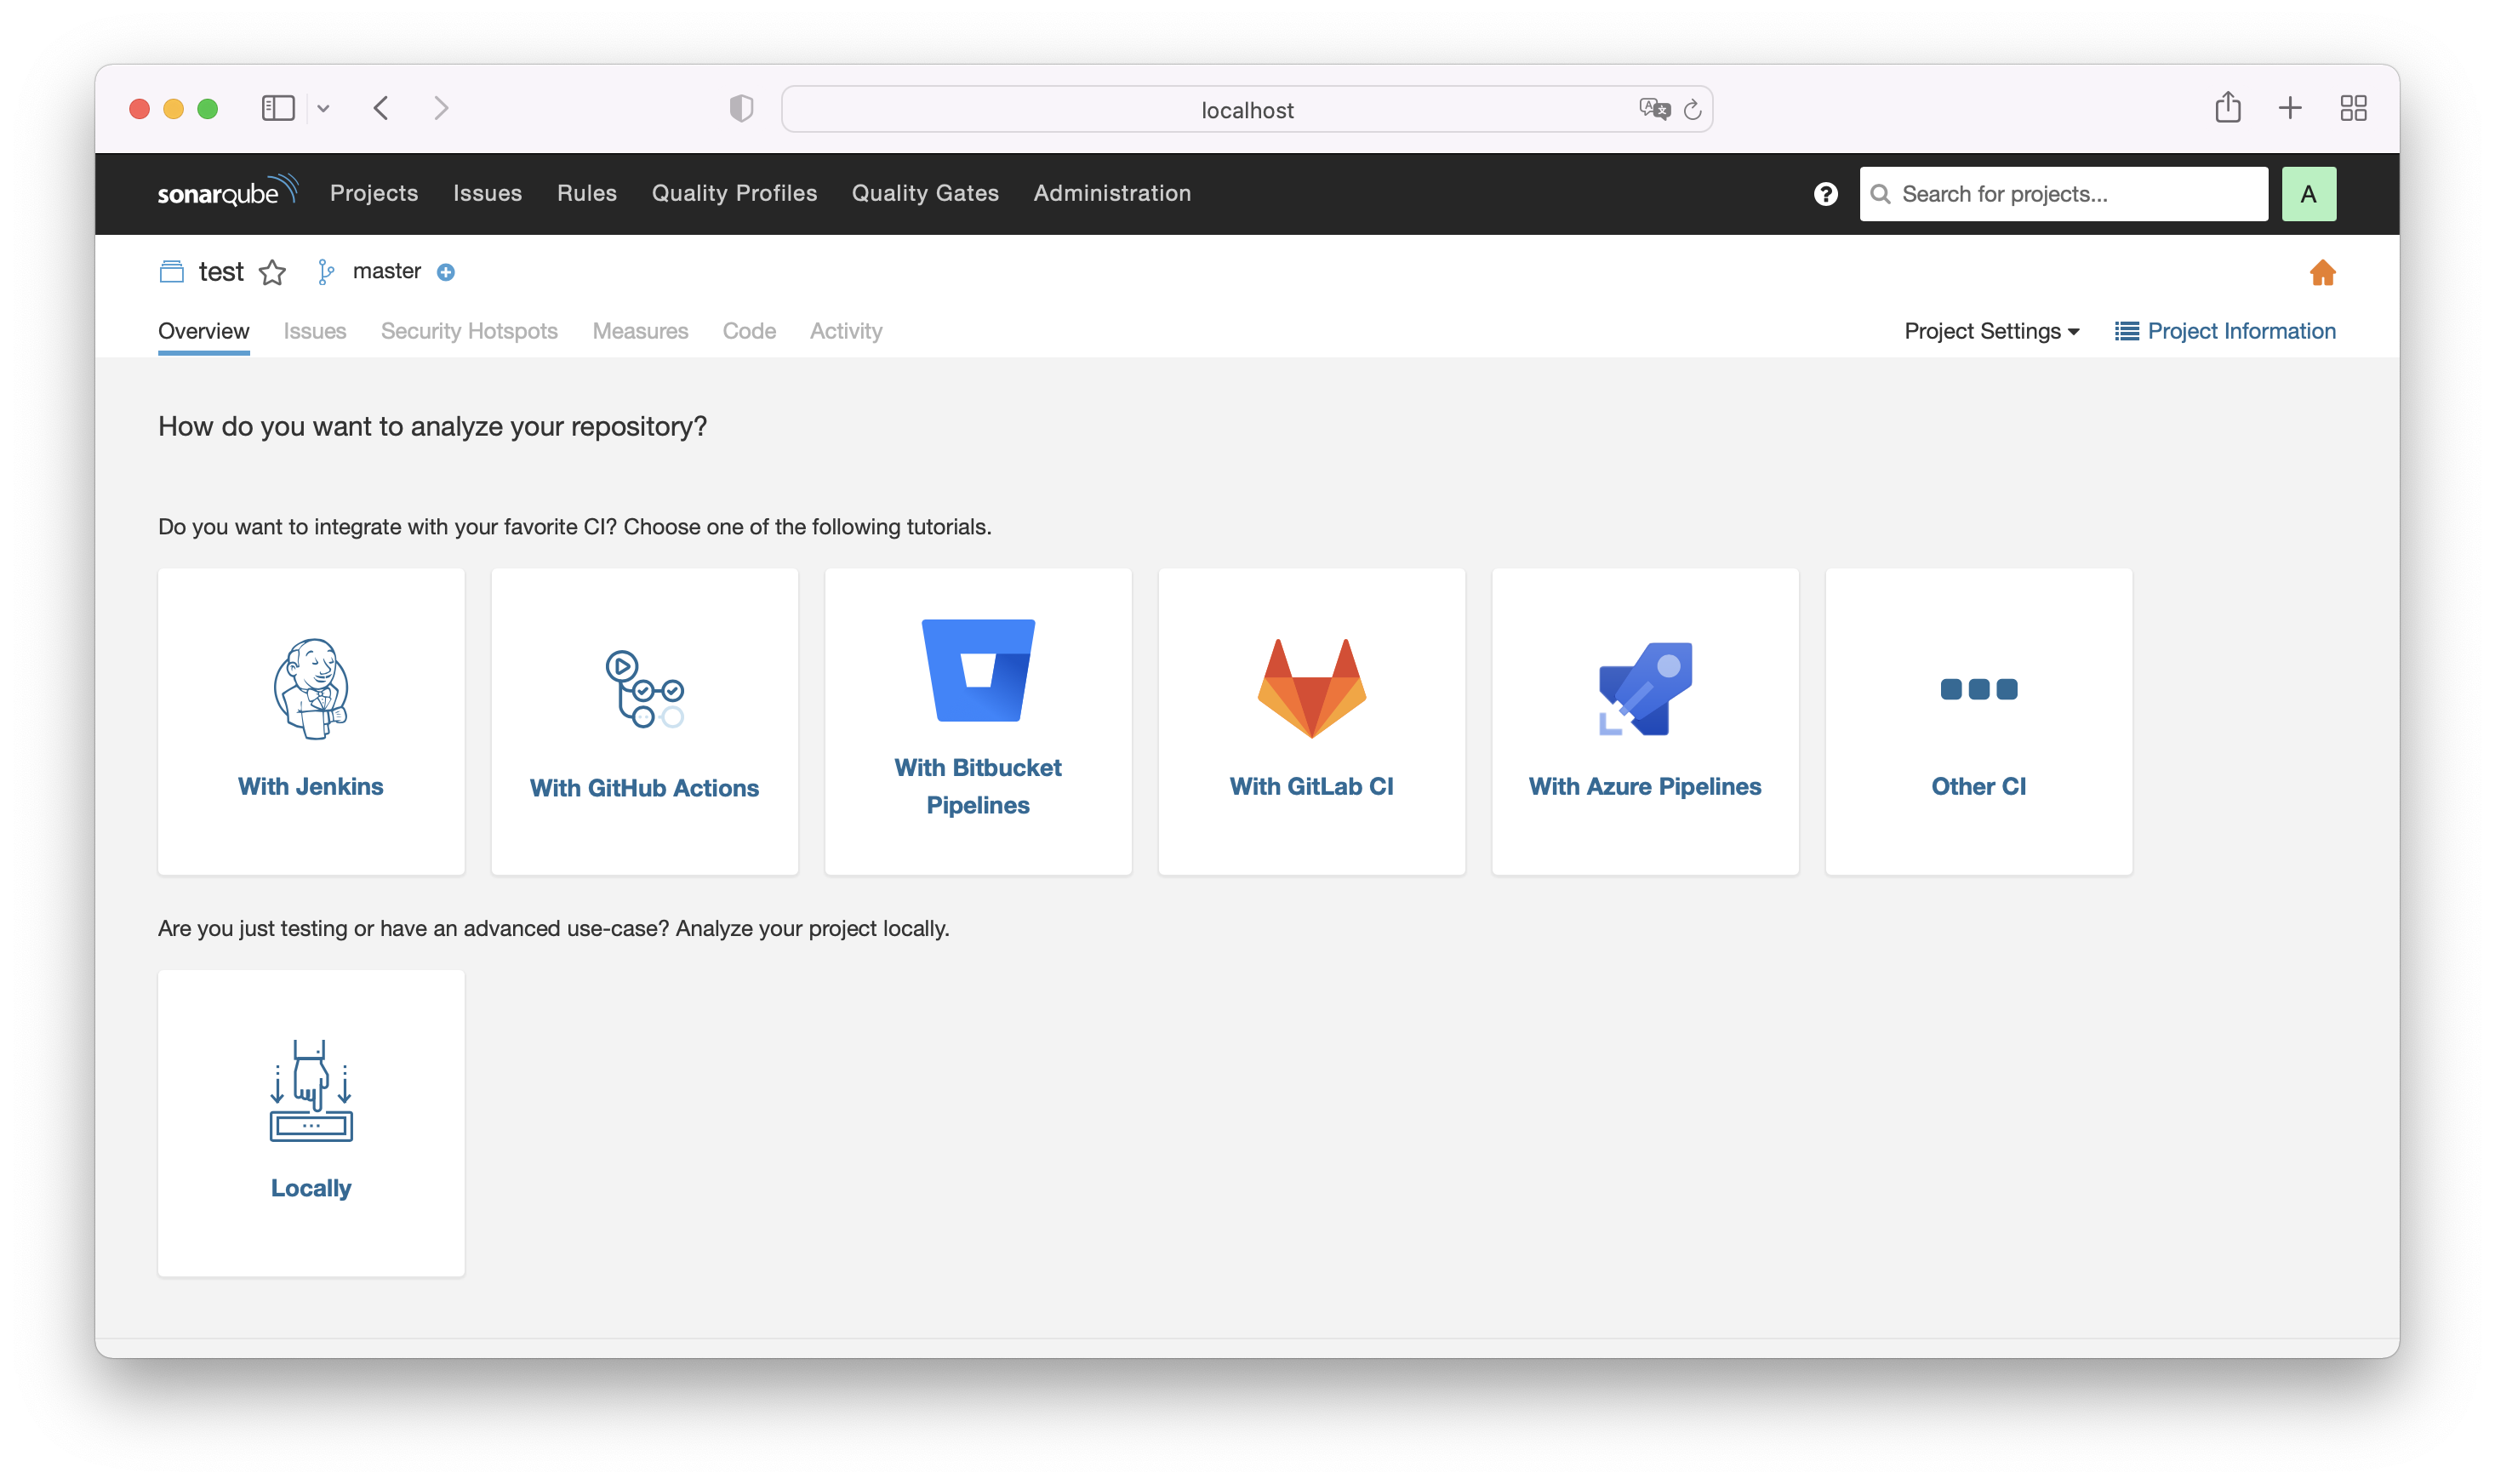 localhost
sonarqube Projects Issues Rules Quality Profiles Quality Gates Administration ? Search for projects... A
test master
Overview Issues Security Hotspots Measures Code Activity Project Settings Project Information
How do you want to analyze your repository?
Do you want to integrate with your favorite CI? Choose one of the following tutorials.
With Jenkins
With GitHub Actions
With Bitbucket
Pipelines
With GitLab CI
With Azure Pipelines
Other CI
Are you just testing or have an advanced use-case? Analyze your project locally.
Locally